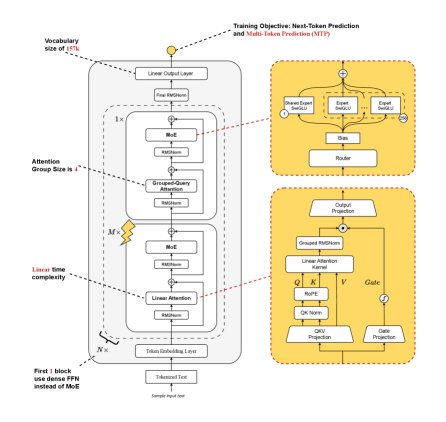 Training Objective: Next-Token Prediction
and Multi-Token Prediction (MTP)
Vocabulary
size of 157k
Linear Output Layer
Final RMSNorm
1×
MoE
RMSNorm
Attention
Group Size is 4
Grouped-Query
Attention
RMSNorm
M×
MoE
RMSNorm
Linear time
complexity
Linear Attention
RMSNorm
N×
Token Embedding Layer
First 1 block
use dense FFN
instead of MoE
Tokenized Text
Sample input text
Shared Expert
SwiGLU
Expert
SwiGLU
...
Expert
SwiGLU
1
256
Bias
Router
Output
Projection
Grouped RMSNorm
Linear Attention
Kernel
Q K V Gate
RoPE
QK Norm
QKV
Projection
Gate
Projection